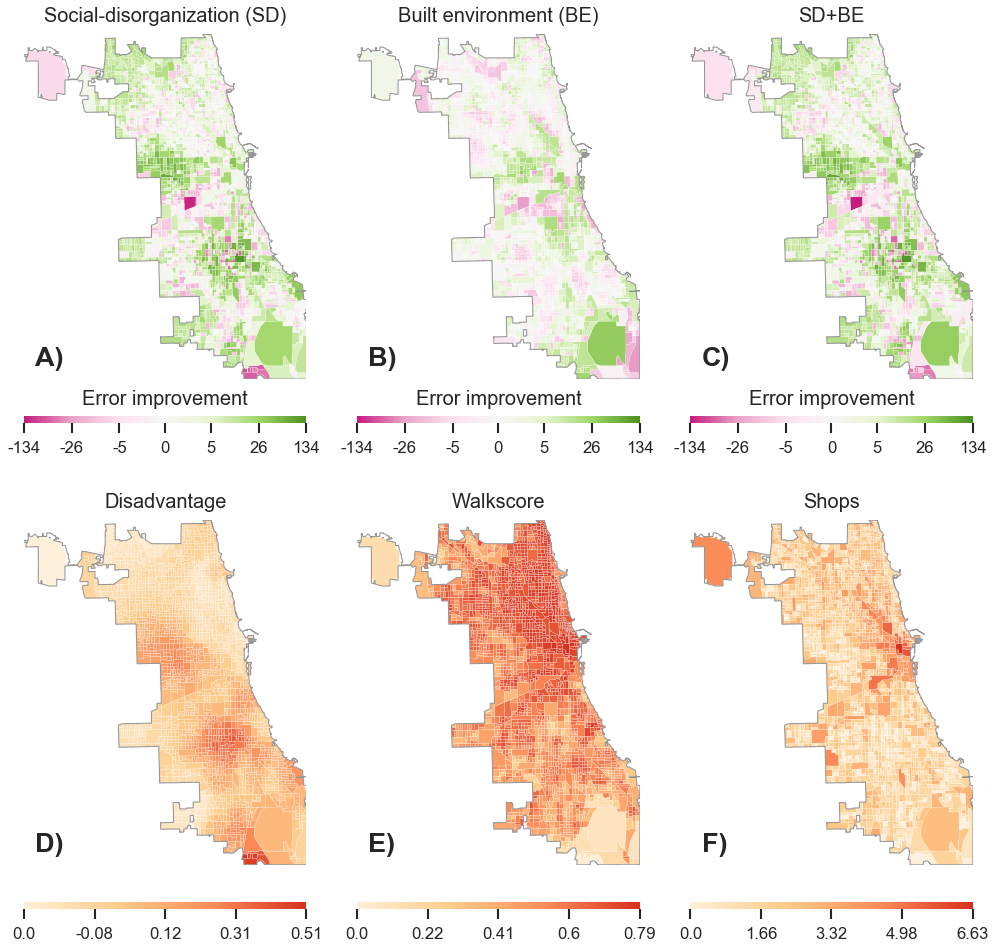 Social-disorganization (SD)
Built environment (BE)
SD+BE
A)
B)
C)
Error improvement
Error improvement
Error improvement
-134 -26 -5 0 5 26 134
-134 -26 -5 0 5 26 134
-134 -26 -5 0 5 26 134
Disadvantage
Walkscore
Shops
D)
E)
F)
0.0 -0.08 0.12 0.31 0.51
0.0 0.22 0.41 0.6 0.79
0.0 1.66 3.32 4.98 6.63